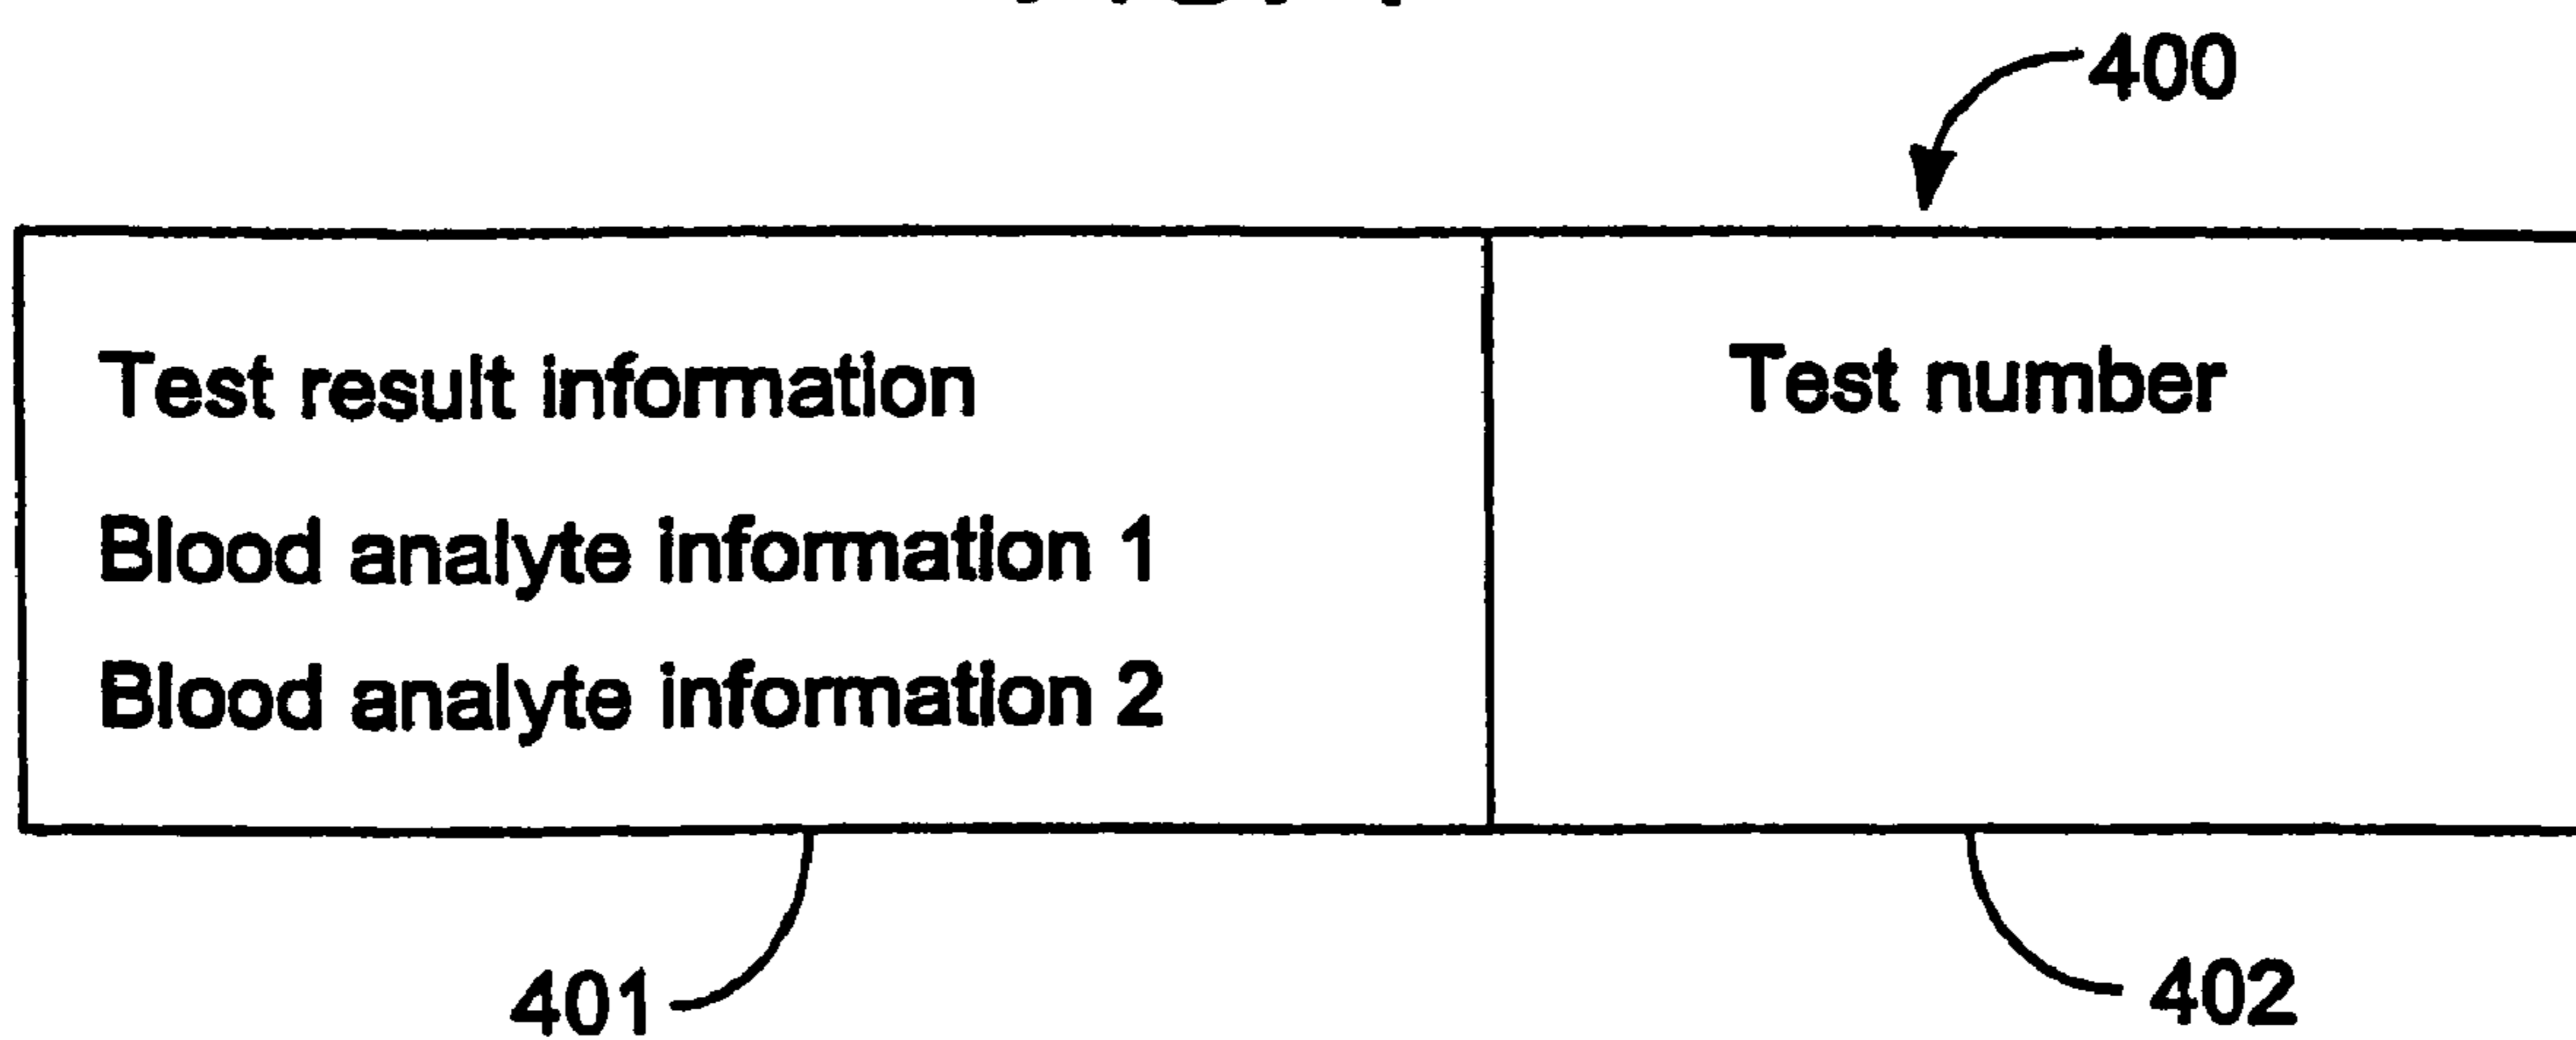 400
Test result information
Test number
Blood analyte information 1
Blood analyte information 2
401
402